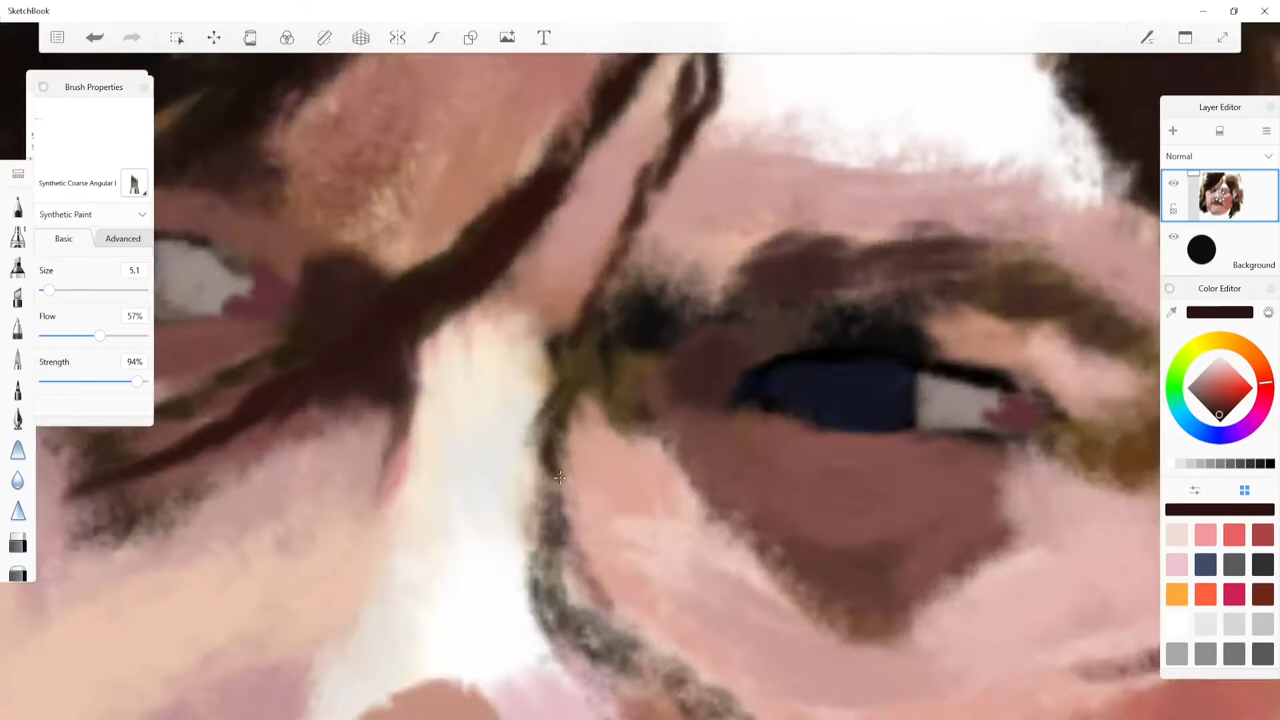 SketchBook
Brush Properties
Synthetic Coarse Angular
Synthetic Paint
Basic
Advanced
Size
5.1
Flow
57%
Strength
94%
Layer Editor
Normal
Background
Color Editor